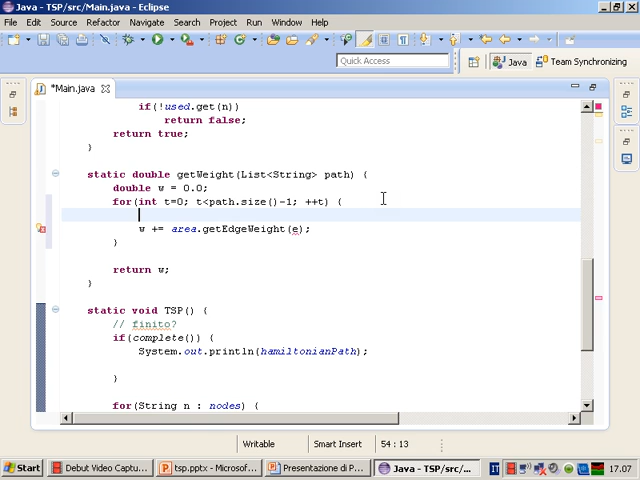 Java - TSP/src/Main.java - Eclipse
File Edit Source Refactor Navigate Search Project Run Window Help
Quick Access
Java
Team Synchronizing
*Main.java
if(!used.get(n))
return false;
return true;
}
static double getWeight(List<String> path) {
double w = 0.0;
for(int t=0; t<path.size()-1; ++t) {
w += area.getEdgeWeight(e);
}
return w;
}
static void TSP() {
// finito?
if(complete()) {
System.out.println(hamiltonianPath);
}
for(String n : nodes) {
Writable
Smart Insert
54 : 13
Start
Debut Video Captu...
tsp.pptx - Microsof...
Presentazione di P...
Java - TSP/src/...
IT
17.07